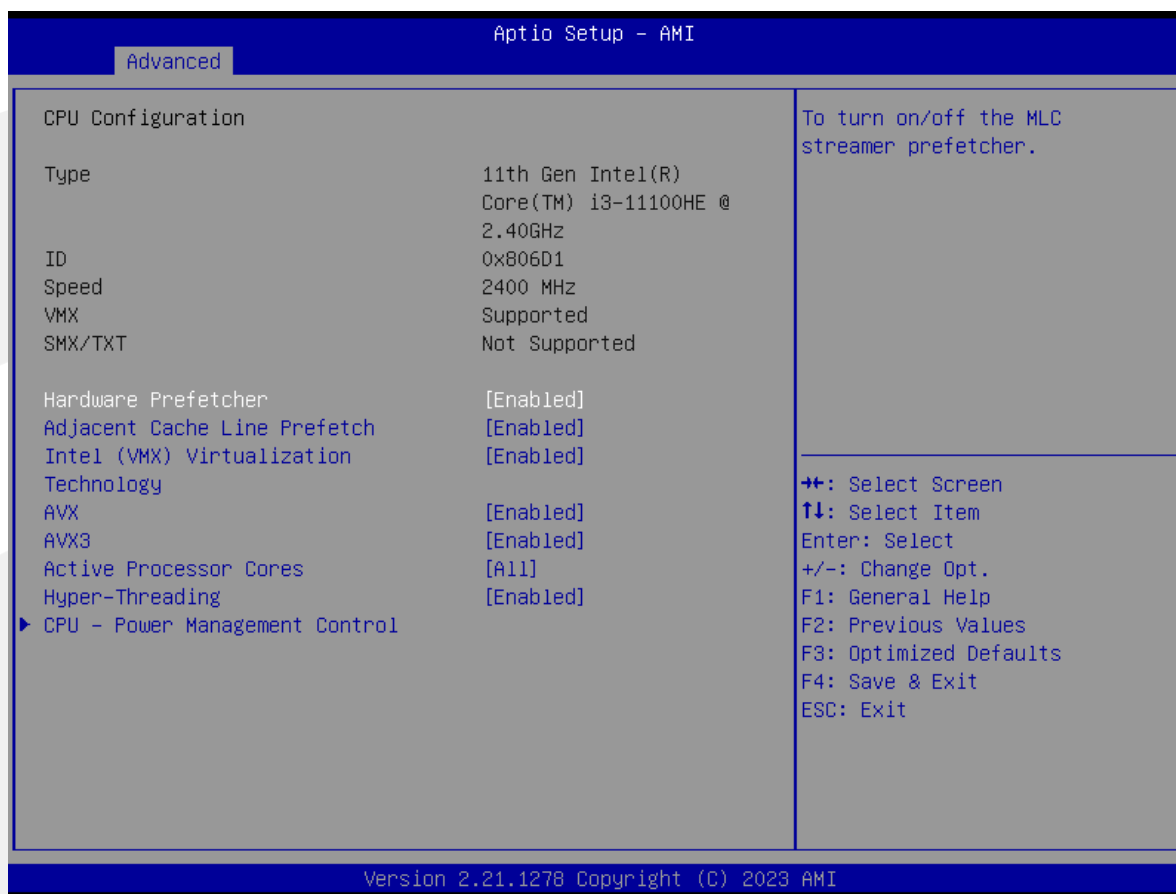 Aptio Setup – AMI
Advanced
CPU Configuration
Type 11th Gen Intel(R)
Core(TM) i3-11100HE @
2.40GHz
ID 0x806D1
Speed 2400 MHz
VMX Supported
SMX/TXT Not Supported
Hardware Prefetcher [Enabled]
Adjacent Cache Line Prefetch [Enabled]
Intel (VMX) Virtualization [Enabled]
Technology
AVX [Enabled]
AVX3 [Enabled]
Active Processor Cores [All]
Hyper-Threading [Enabled]
▶ CPU – Power Management Control
To turn on/off the MLC
streamer prefetcher.
→←: Select Screen
↑↓: Select Item
Enter: Select
+/-: Change Opt.
F1: General Help
F2: Previous Values
F3: Optimized Defaults
F4: Save & Exit
ESC: Exit
Version 2.21.1278 Copyright (C) 2023 AMI